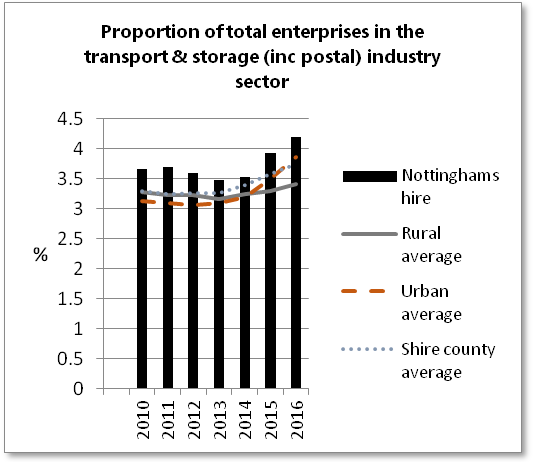 Proportion of total enterprises in the
transport & storage (inc postal) industry
sector
4.5
4
3.5
3
2.5
2
1.5
1
0.5
0
%
2010
2011
2012
2013
2014
2015
2016
Nottinghams
hire
Rural
average
Urban
average
Shire county
average